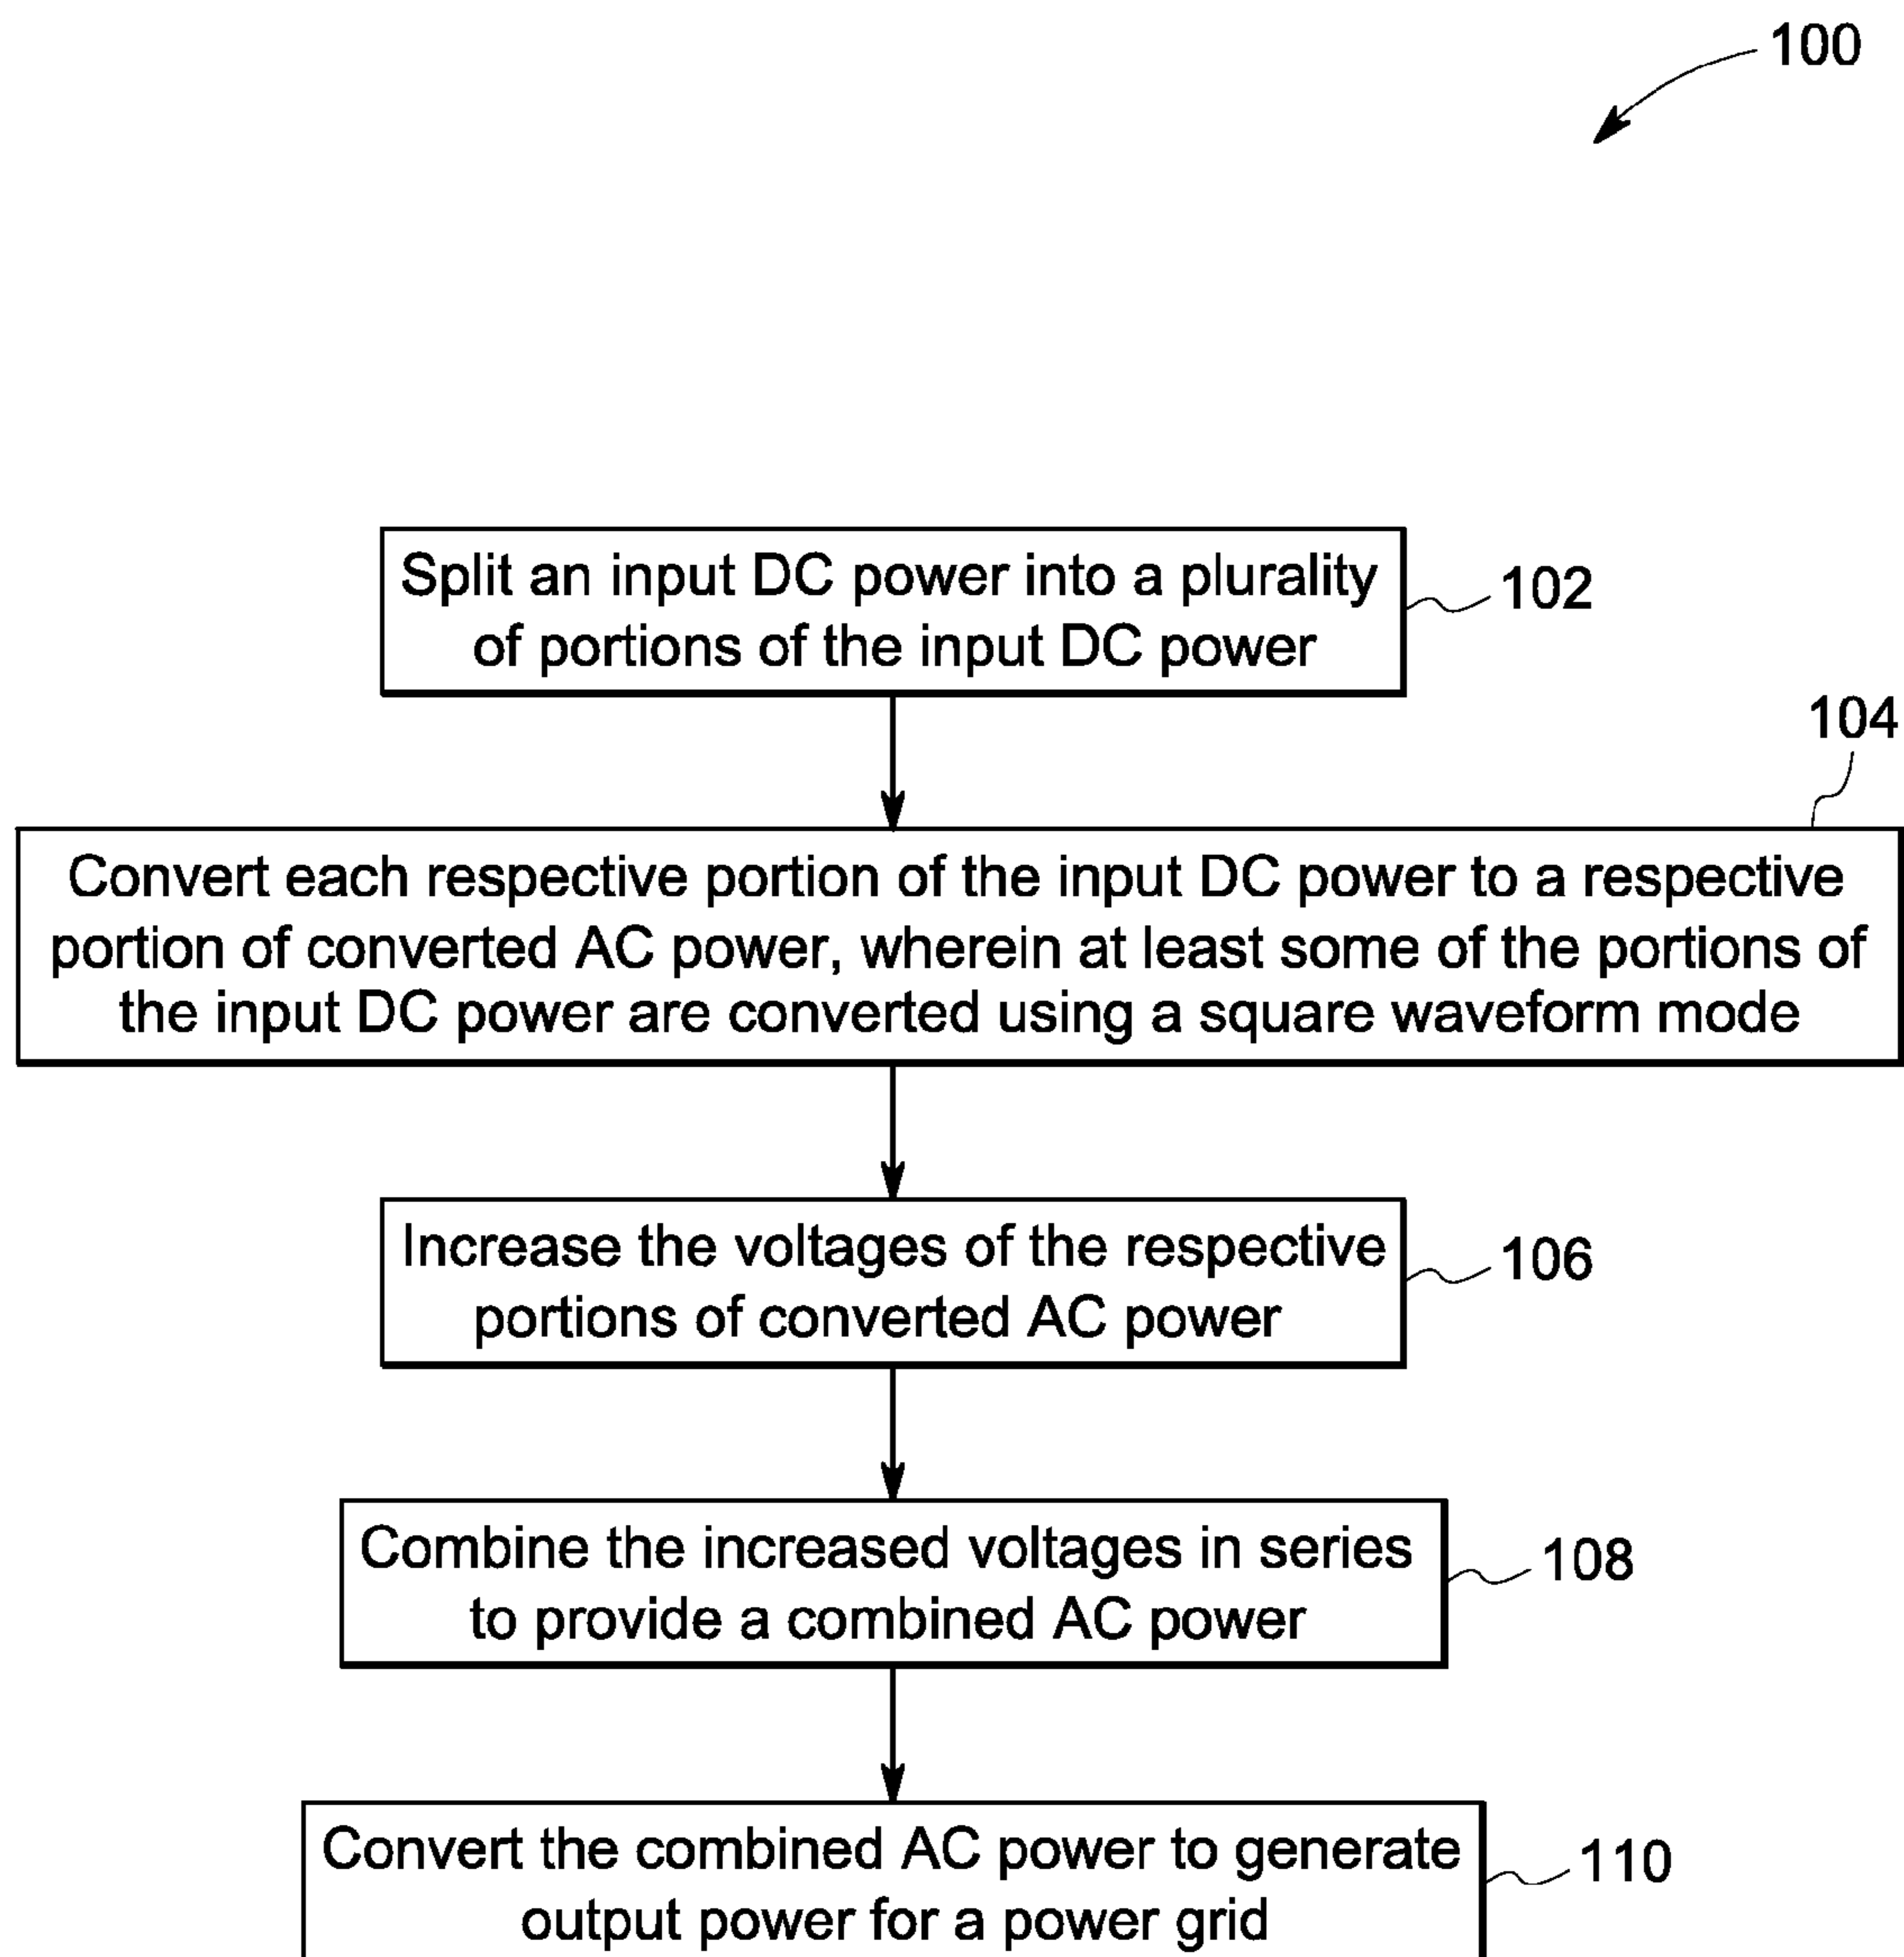 100
Split an input DC power into a plurality
of portions of the input DC power
102
104
Convert each respective portion of the input DC power to a respective
portion of converted AC power, wherein at least some of the portions of
the input DC power are converted using a square waveform mode
Increase the voltages of the respective
portions of converted AC power
106
Combine the increased voltages in series
to provide a combined AC power
108
Convert the combined AC power to generate
output power for a power grid
110